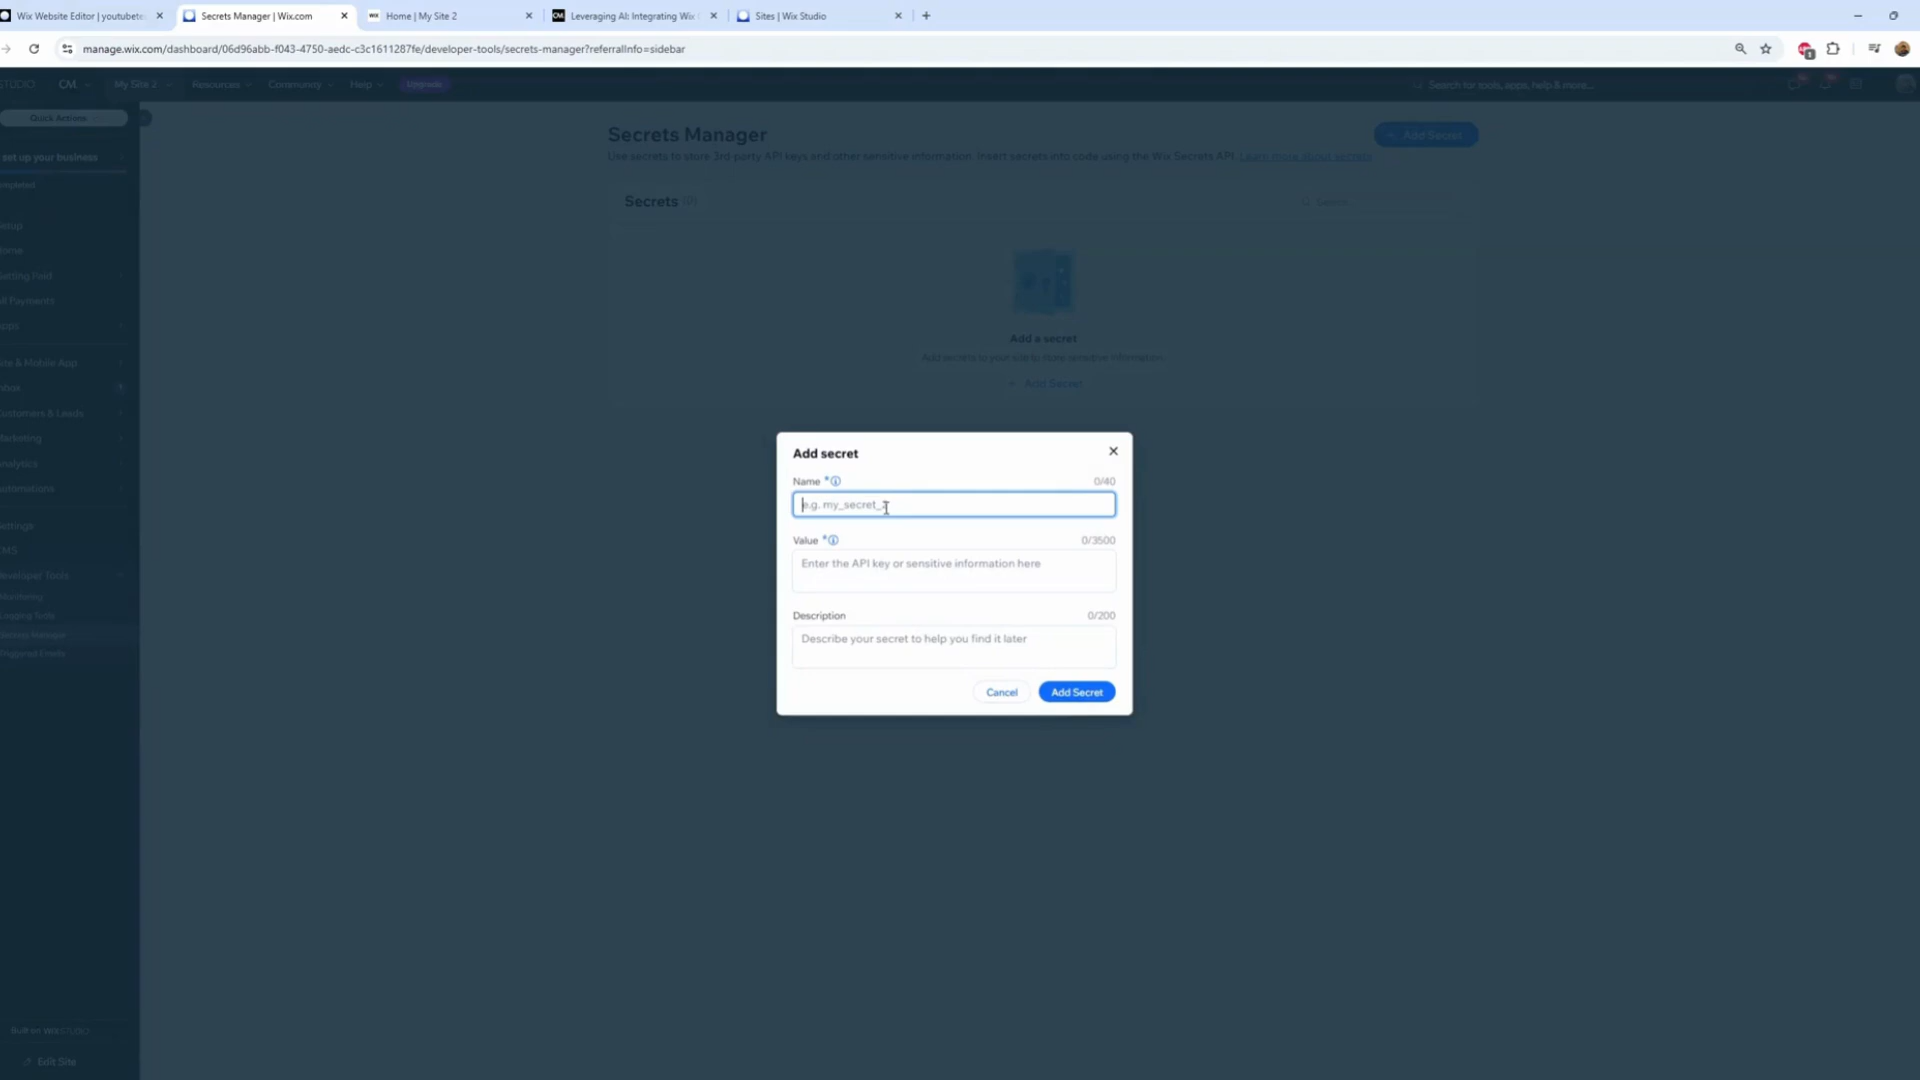 Wix Website Editor | youtubete
Secrets Manager | Wix.com
Home | My Site 2
Leveraging AI: Integrating Wix
Sites | Wix Studio
manage.wix.com/dashboard/06d96abb-f043-4750-aedc-c3c1611287fe/developer-tools/secrets-manager?referralInfo=sidebar
STUDIO
CM.
My Site 2
Resources
Community
Help
Upgrade
Search for tools, apps, help & more...
Quick Actions
set up your business
mpleted
Setup
Home
Getting Paid
All Payments
Apps
Site & Mobile App
Inbox
Customers & Leads
Marketing
Analytics
Automations
Settings
CMS
Developer Tools
Monitoring
Logging Tools
Secrets Manager
Triggered Emails
Built on WIX STUDIO
Edit Site
Secrets Manager
+ Add Secret
Use secrets to store 3rd-party API keys and other sensitive information. Insert secrets into code using the Wix Secrets API. Learn more about secrets
Secrets (0)
Search
Add a secret
Add secrets to your site to store sensitive information.
+ Add Secret
Add secret
Name *
0/40
e.g. my_secret_
Value *
0/3500
Enter the API key or sensitive information here
Description
0/200
Describe your secret to help you find it later
Cancel
Add Secret